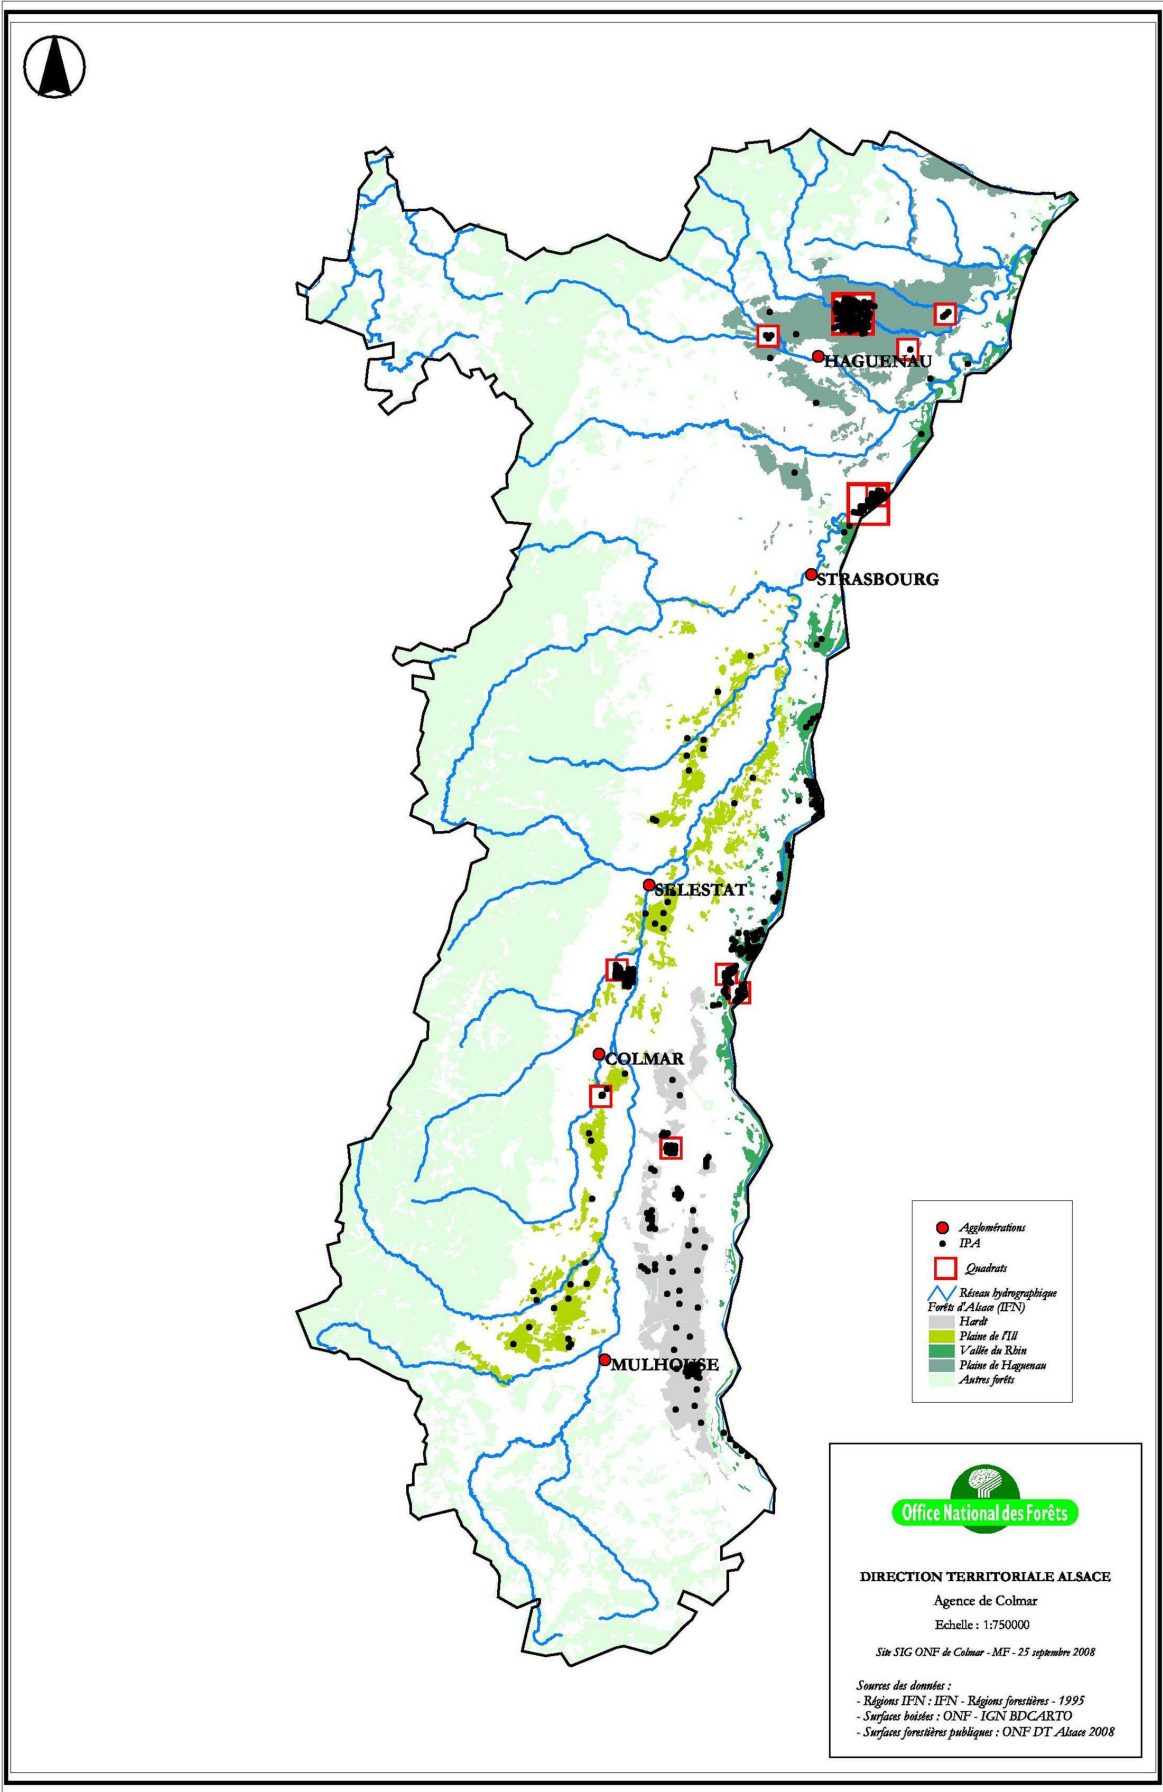 HAGUENAU
STRASBOURG
SELESTAT
COLMAR
MULHOUSE
Agglomérations
IPA
Quadrats
Réseau hydrographique
Forêts d'Alsace (IFN)
Hardt
Plaine de l'Ill
Vallée du Rhin
Plaine de Haguenau
Autres forêts
Office National des Forêts
DIRECTION TERRITORIALE ALSACE
Agence de Colmar
Echelle : 1:750000
Site SIG ONF de Colmar - MF - 25 septembre 2008
Sources des données :
- Régions IFN : IFN - Régions forestières - 1995
- Surfaces boisées : ONF - IGN BDCARTO
- Surfaces forestières publiques : ONF DT Alsace 2008